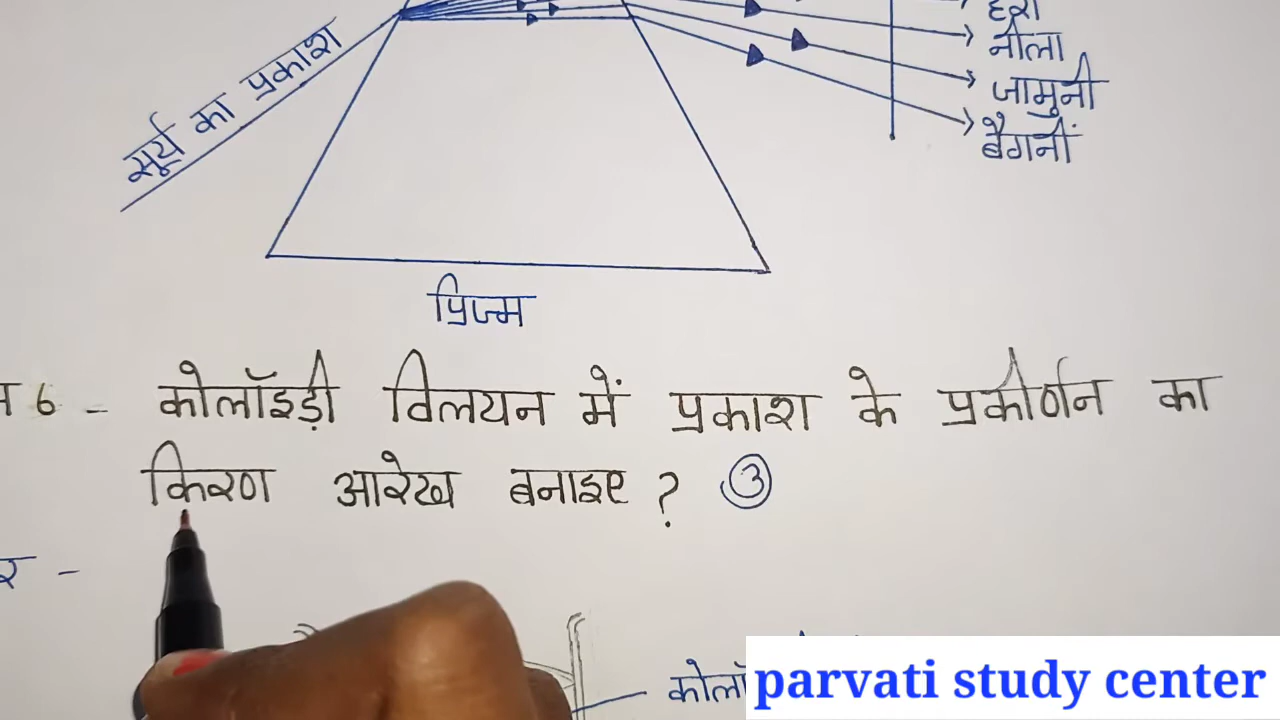 सूर्य का प्रकाश
हरा
नीला
जामुनी
बैगनीं
प्रिज्म
6 - कोलॉइड़ी विलयन में प्रकाश के प्रकीर्णन का
किरण आरेख बनाइए ? ③
parvati study center